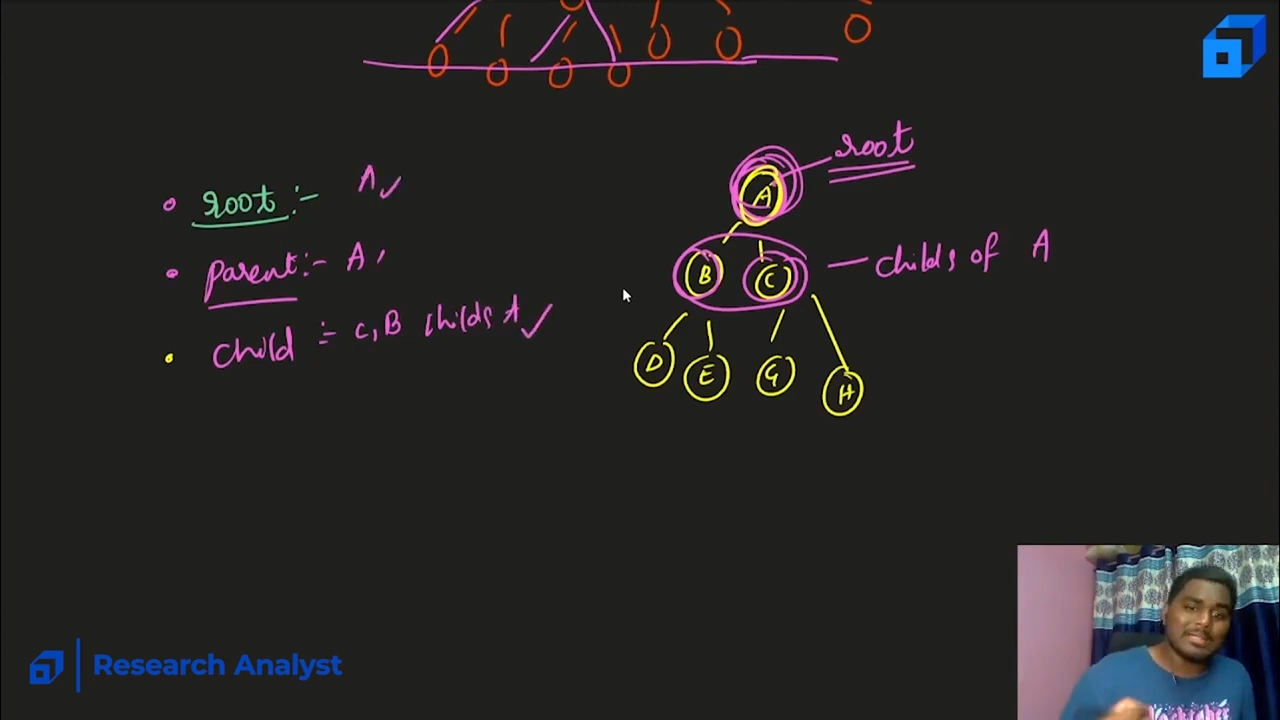 root
root :- A
A
parent :- A,
B C childs of A
child :- C, B childs A
D E G H
Research Analyst